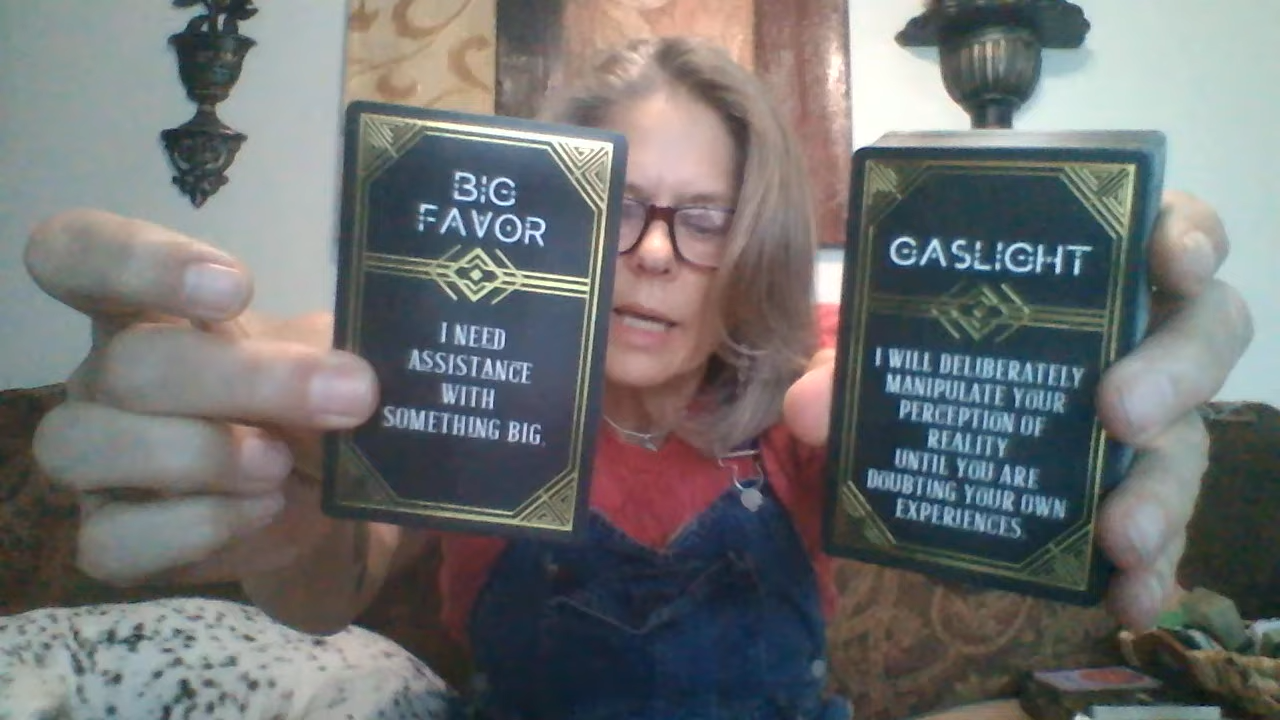 BIG
FAVOR
I NEED
ASSISTANCE
WITH
SOMETHING BIG.
GASLIGHT
I WILL DELIBERATELY
MANIPULATE YOUR
PERCEPTION OF
REALITY
UNTIL YOU ARE
DOUBTING YOUR OWN
EXPERIENCES.